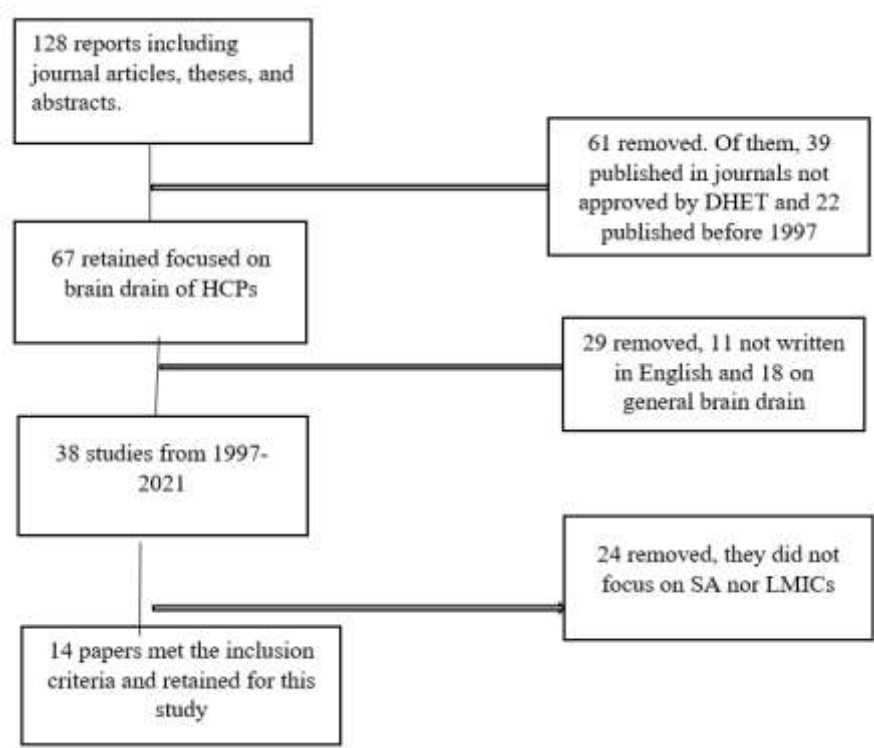 128 reports including
journal articles, theses, and
abstracts.
61 removed. Of them, 39
published in journals not
approved by DHET and 22
published before 1997
67 retained focused on
brain drain of HCPs
29 removed, 11 not written
in English and 18 on
general brain drain
38 studies from 1997-
2021
24 removed, they did not
focus on SA nor LMICs
14 papers met the inclusion
criteria and retained for this
study